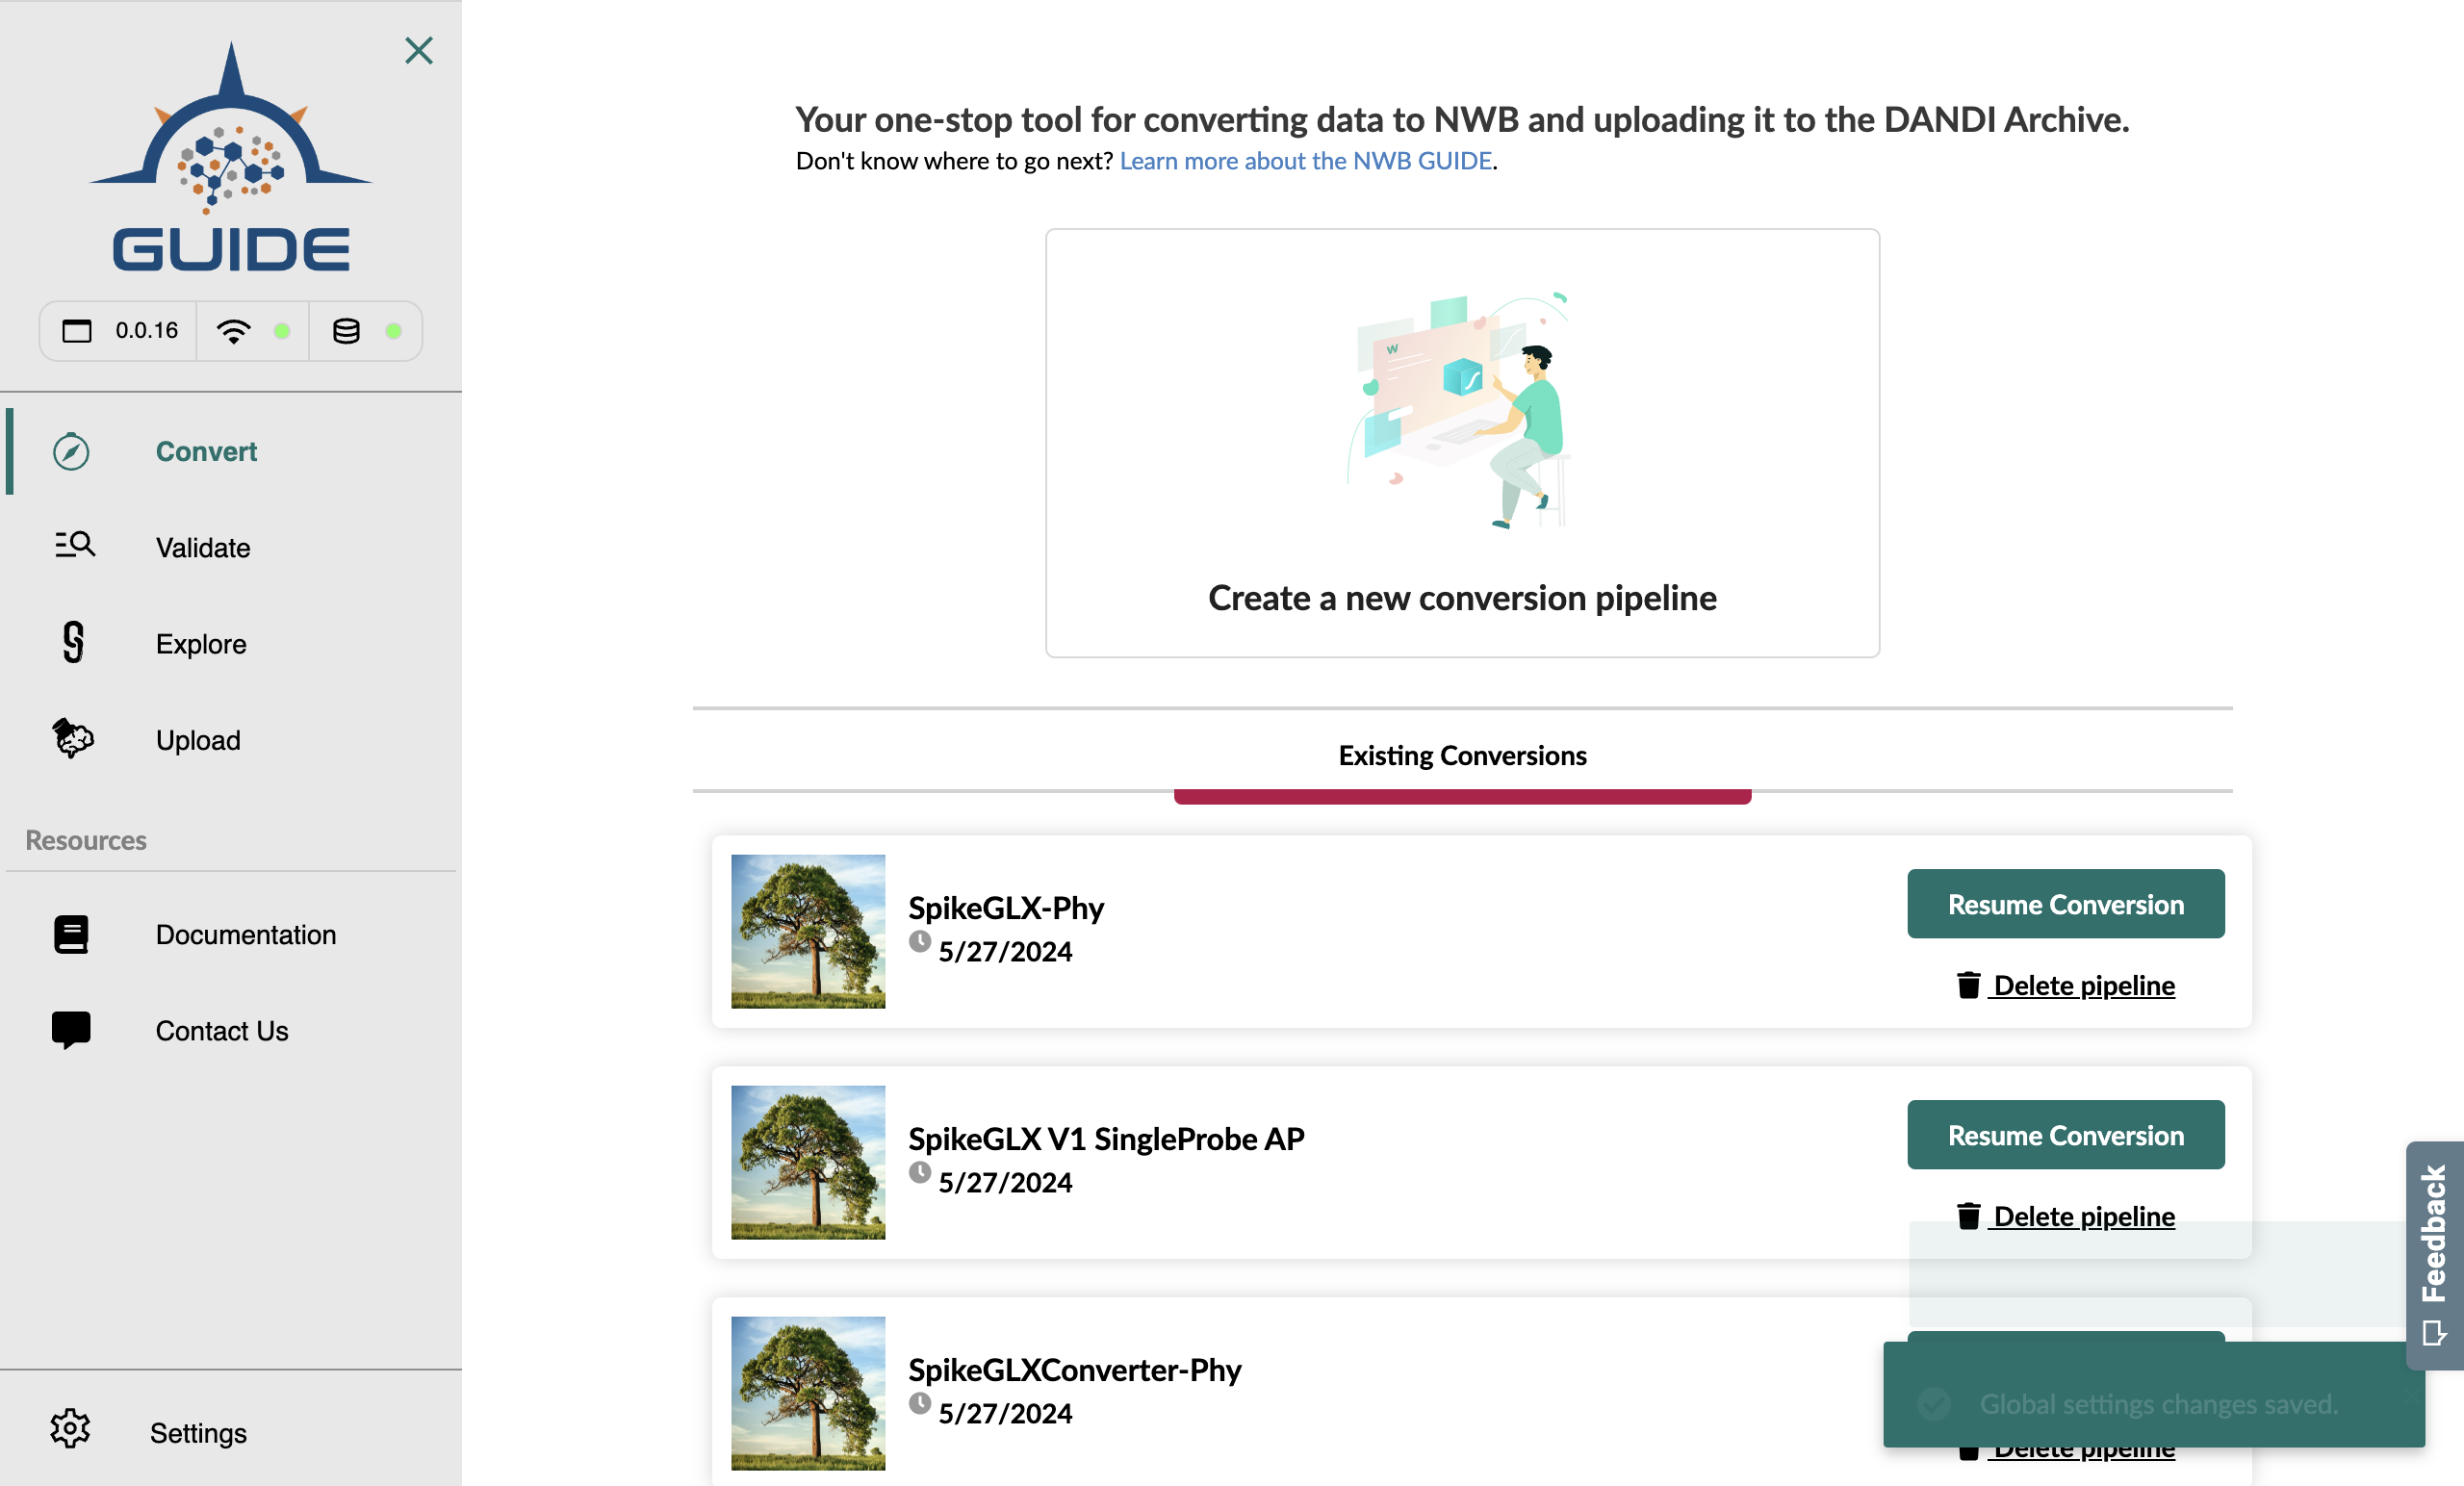 GUIDE
0.0.16
Convert
Validate
Explore
Upload
Resources
Documentation
Contact Us
Settings
Your one-stop tool for converting data to NWB and uploading it to the DANDI Archive.
Don't know where to go next? Learn more about the NWB GUIDE.
W
Create a new conversion pipeline
Existing Conversions
SpikeGLX-Phy
5/27/2024
Resume Conversion
Delete pipeline
SpikeGLX V1 SingleProbe AP
5/27/2024
Resume Conversion
Delete pipeline
SpikeGLXConverter-Phy
5/27/2024
Global settings changes saved.
Delete pipeline
Feedback